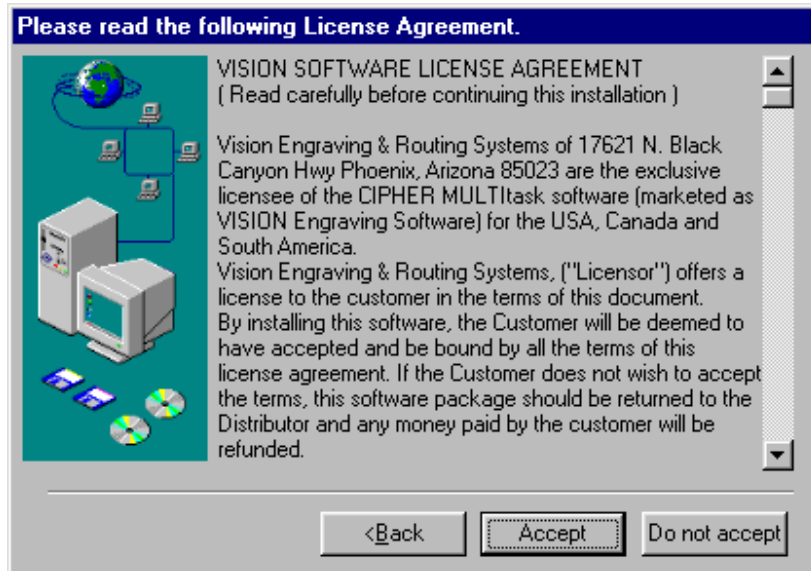 Please read the following License Agreement.
VISION SOFTWARE LICENSE AGREEMENT
( Read carefully before continuing this installation )
Vision Engraving & Routing Systems of 17621 N. Black
Canyon Hwy Phoenix, Arizona 85023 are the exclusive
licensee of the CIPHER MULTItask software (marketed as
VISION Engraving Software) for the USA, Canada and
South America.
Vision Engraving & Routing Systems, ("Licensor") offers a
license to the customer in the terms of this document.
By installing this software, the Customer will be deemed to
have accepted and be bound by all the terms of this
license agreement. If the Customer does not wish to accept
the terms, this software package should be returned to the
Distributor and any money paid by the customer will be
refunded.
<Back
Accept
Do not accept